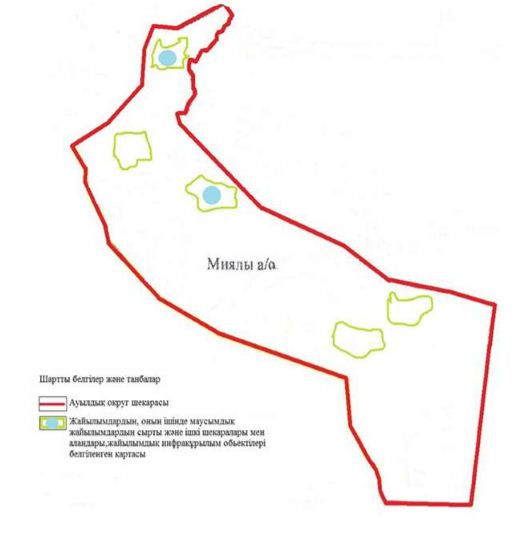 Миялы а/о
Шартты белгілер және таңбалар
Ауылдық округ шекарасы
Жайылымдардың, оның ішінде маусымдық
жайылымдардың сыртқы және ішкі шекаралары мен
алаңдары,жайылымдық инфрақұрылым объектілері
белгіленген картасы